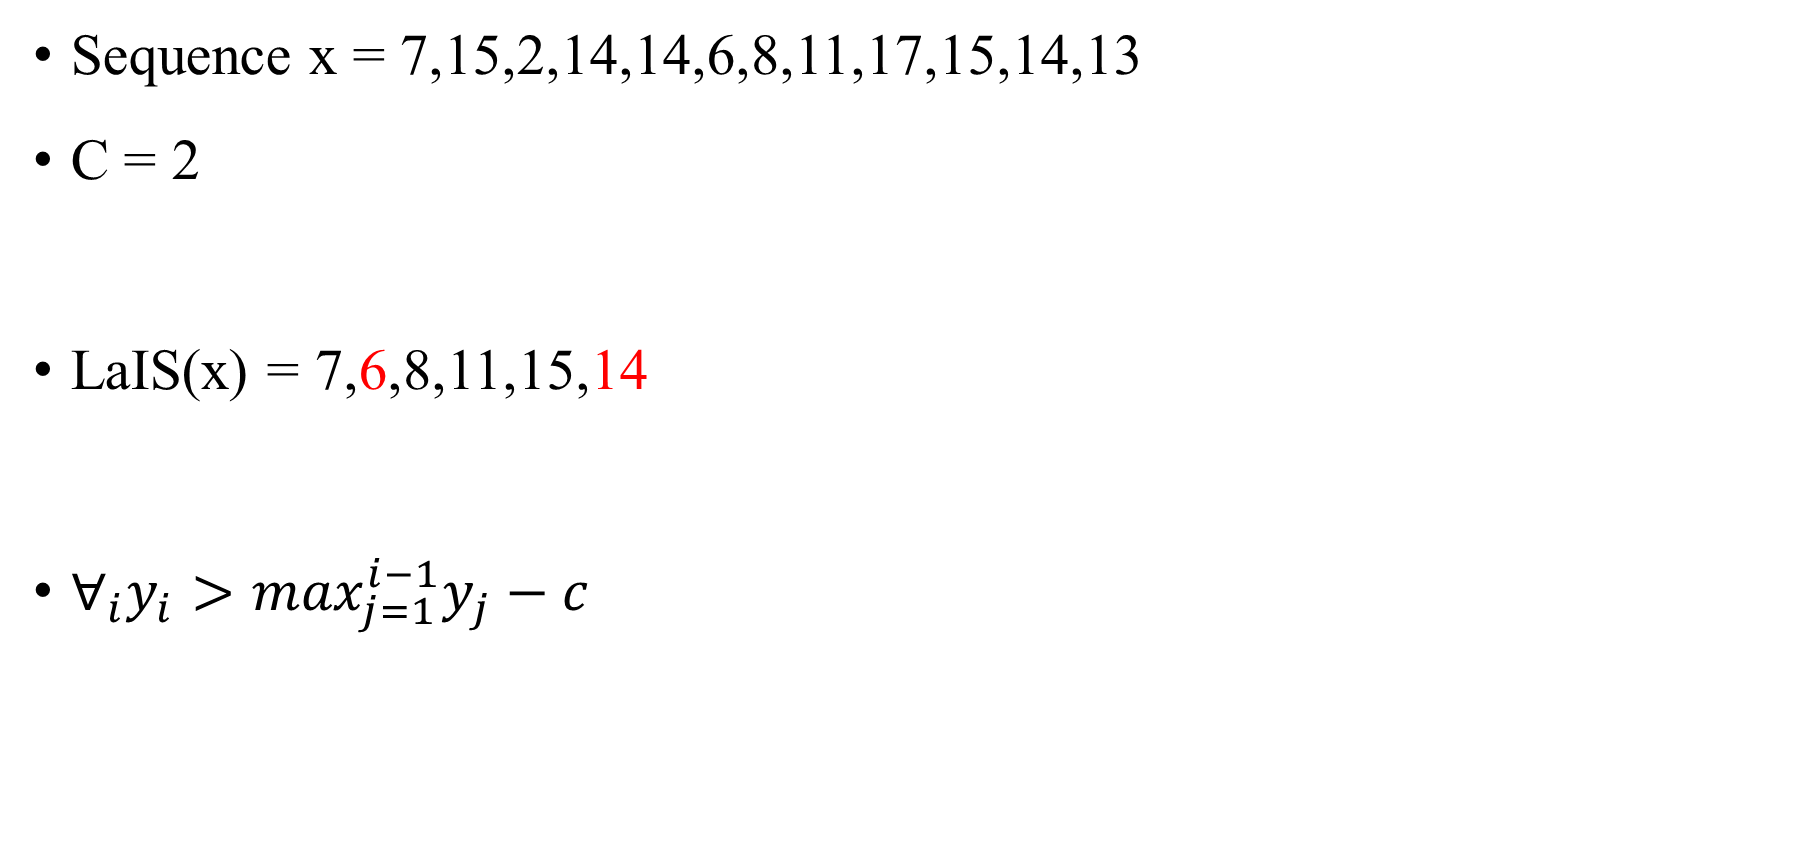 • Sequence x = 7,15,2,14,14,6,8,11,17,15,14,13
• C = 2
• LaIS(x) = 7,6,8,11,15,14
• ∀ᵢyᵢ > max_{j=1}^{i−1} y_j − c